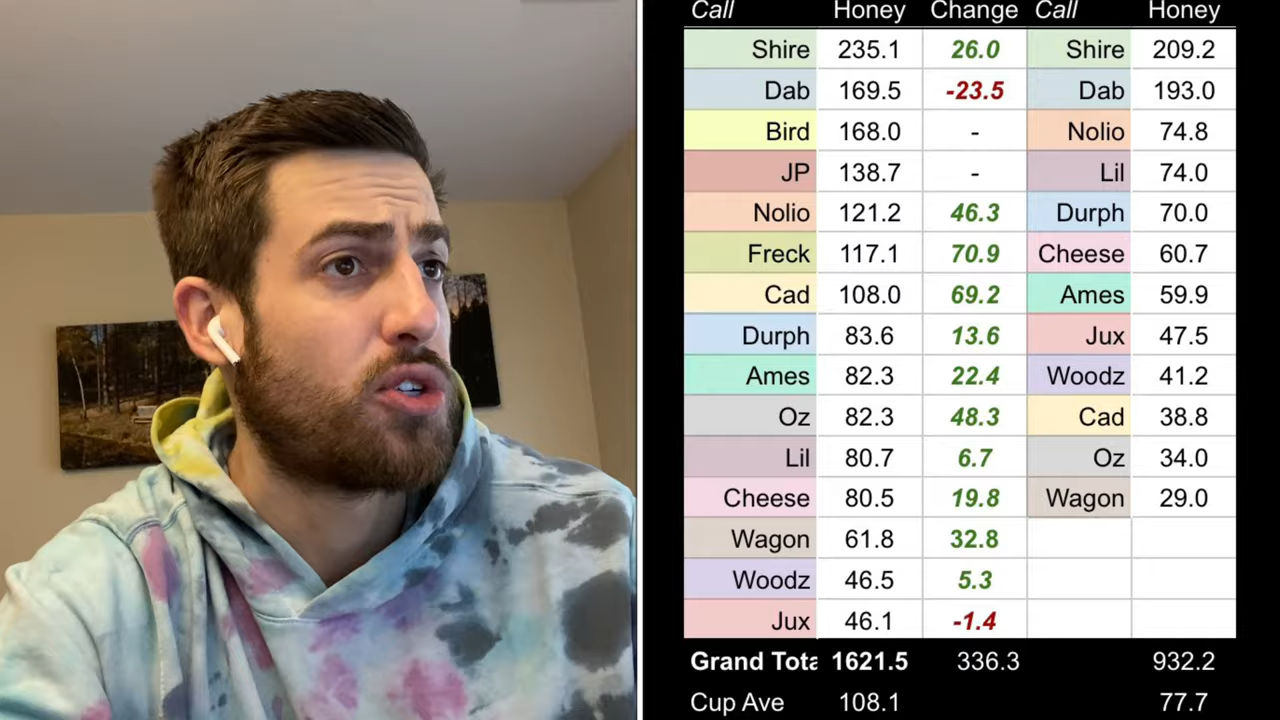 Call Honey Change Call Honey
Shire 235.1 26.0 Shire 209.2
Dab 169.5 -23.5 Dab 193.0
Bird 168.0 - Nolio 74.8
JP 138.7 - Lil 74.0
Nolio 121.2 46.3 Durph 70.0
Freck 117.1 70.9 Cheese 60.7
Cad 108.0 69.2 Ames 59.9
Durph 83.6 13.6 Jux 47.5
Ames 82.3 22.4 Woodz 41.2
Oz 82.3 48.3 Cad 38.8
Lil 80.7 6.7 Oz 34.0
Cheese 80.5 19.8 Wagon 29.0
Wagon 61.8 32.8
Woodz 46.5 5.3
Jux 46.1 -1.4
Grand Tota 1621.5 336.3 932.2
Cup Ave 108.1 77.7